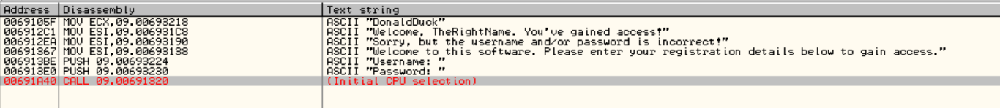 Address Disassembly Text string
0069105F MOV ECX,09.00693218 ASCII "DonaldDuck"
006912C1 MOV ESI,09.006931C8 ASCII "Welcome, TheRightName. You've gained access!"
006912EA MOV ESI,09.00693190 ASCII "Sorry, but the username and/or password is incorrect!"
00691367 MOV ESI,09.00693138 ASCII "Welcome to this software. Please enter your registration details below to gain access."
006913BE PUSH 09.00693224 ASCII "Username: "
006913E0 PUSH 09.00693230 ASCII "Password: "
00691A40 CALL 09.00691320 (Initial CPU selection)